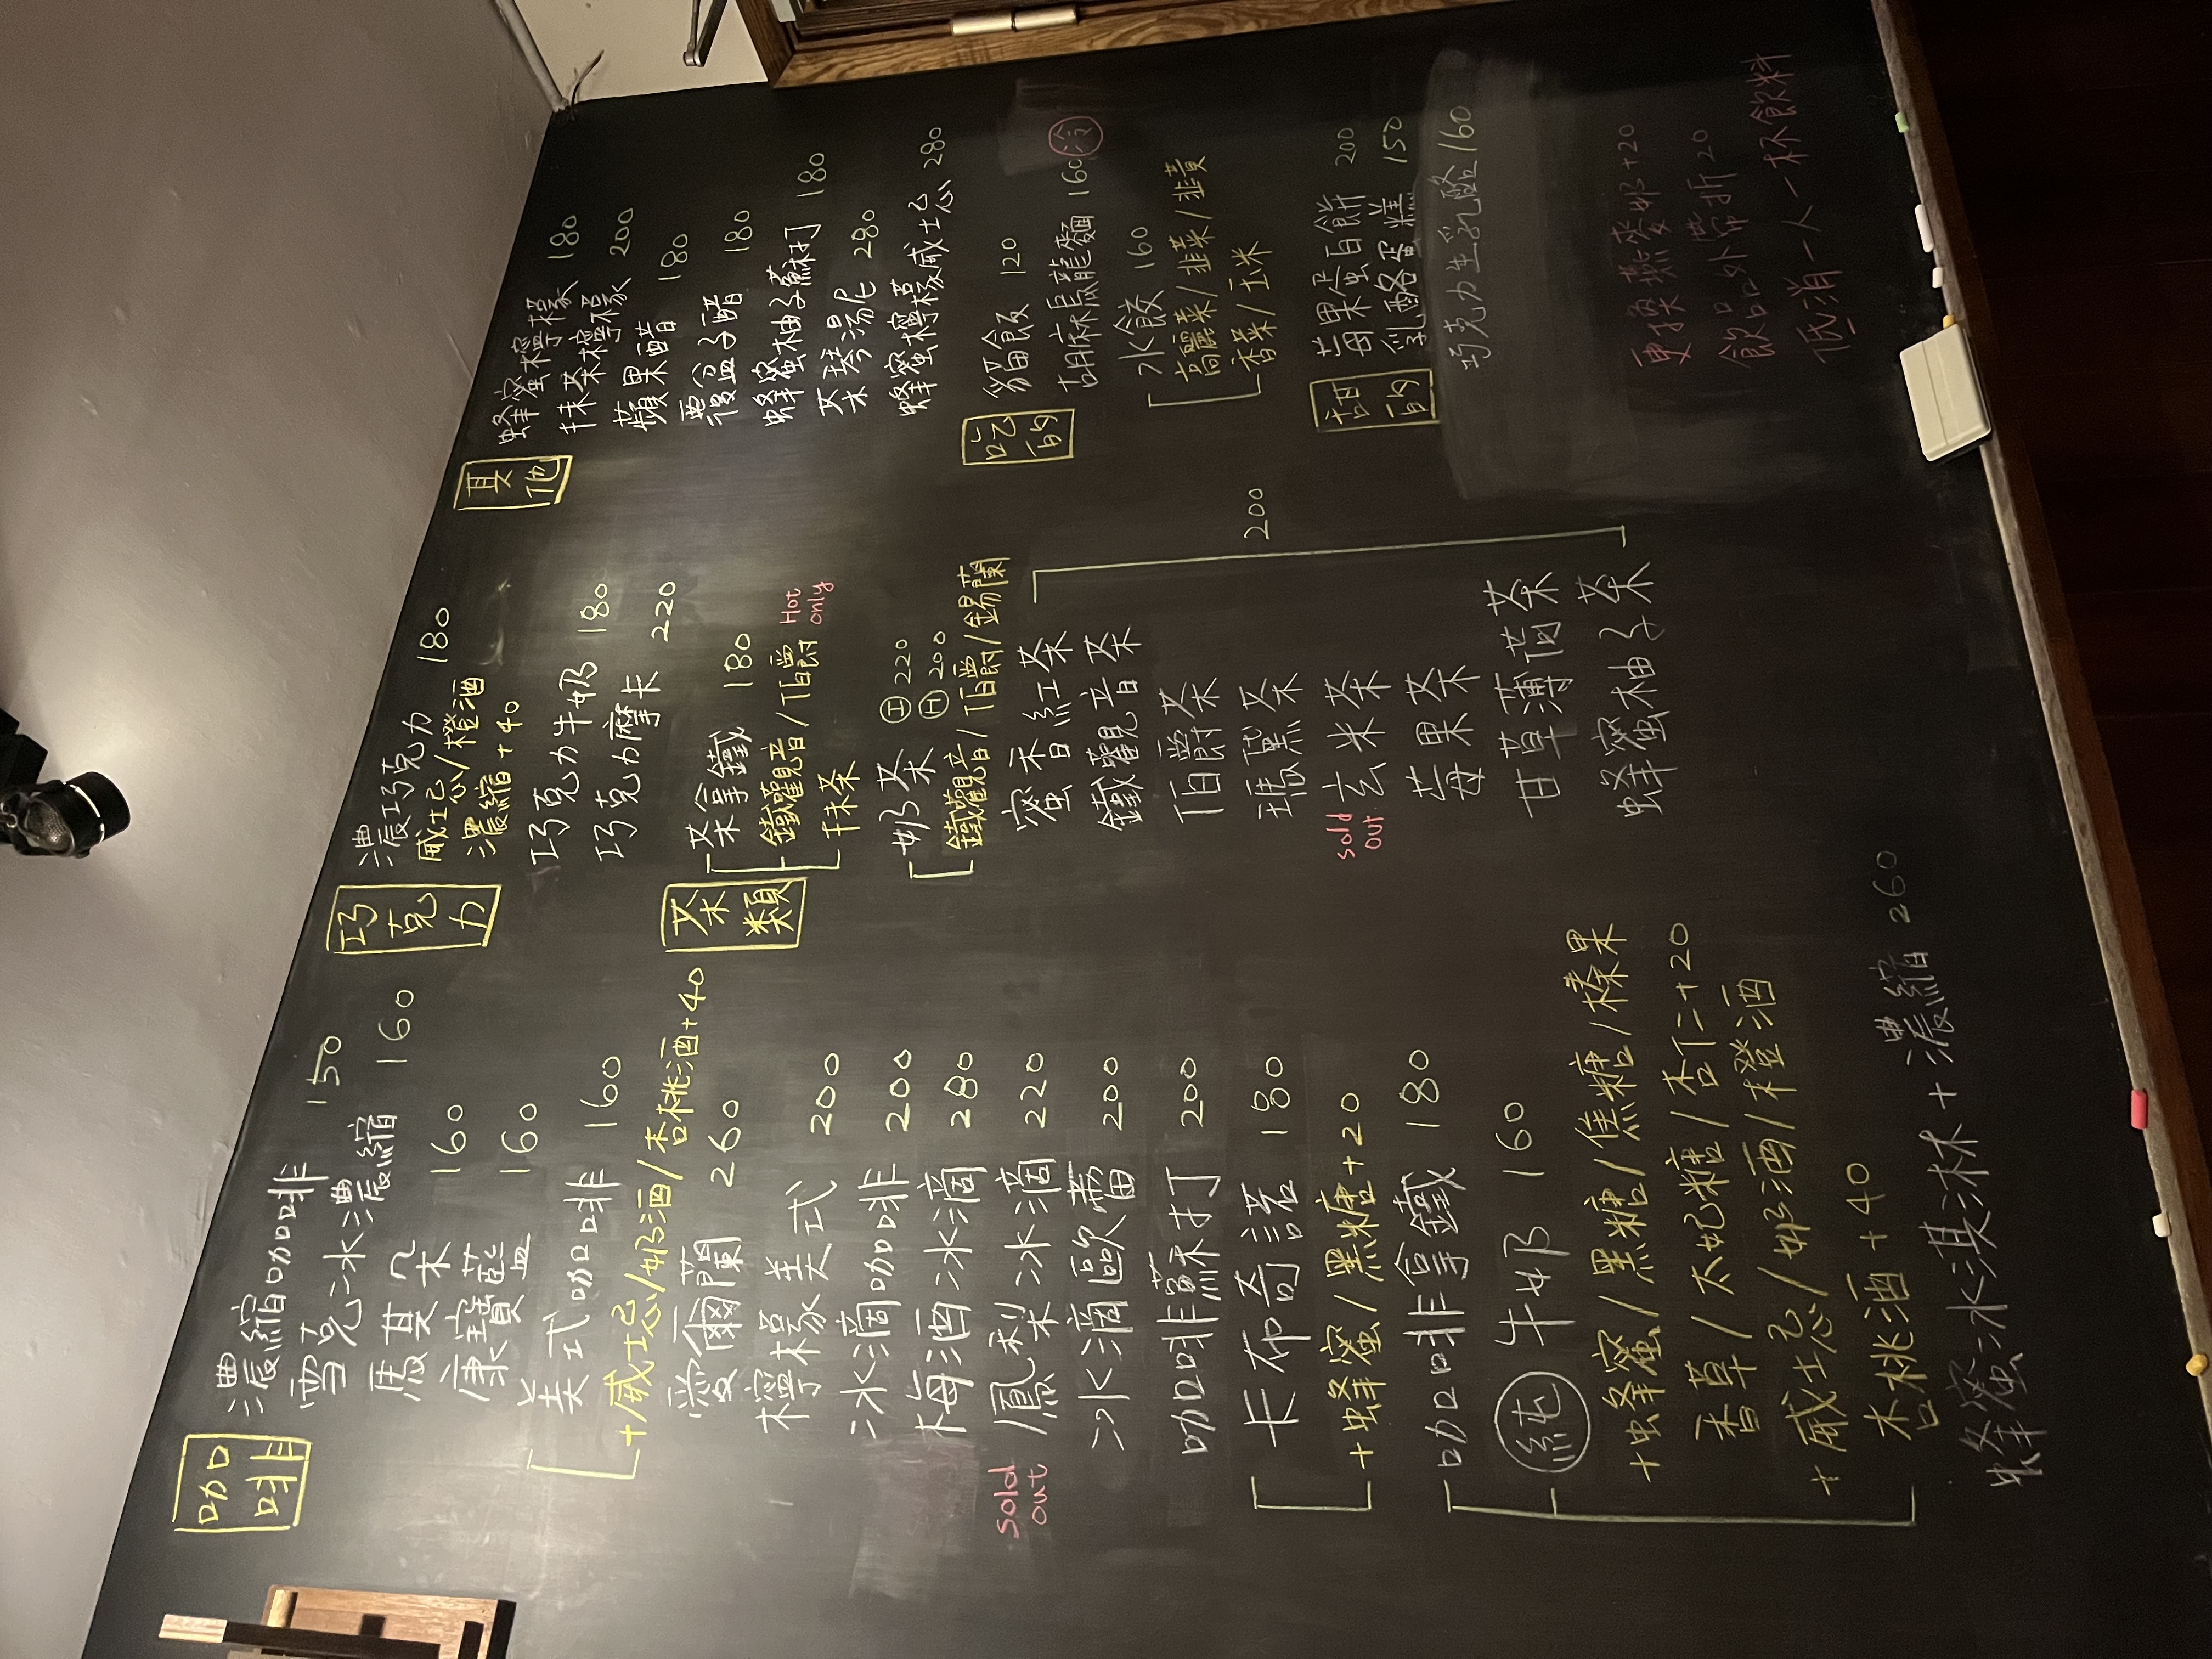 咖
啡
濃縮咖啡 150
雪克冰濃縮 160
馬其朵 160
康寶藍 160
美式咖啡 160
+威士忌/奶酒/杏桃酒+40
愛爾蘭 260
檸檬美式 200
冰滴咖啡 200
梅酒冰滴 280
sold out 鳳梨冰滴 220
冰滴歐蕾 200
咖啡蘇打 200
卡布奇諾 180
+蜂蜜/黑糖+20
咖啡拿鐵 180
純 牛奶 160
+蜂蜜/黑糖/焦糖/榛果
香草/太妃糖/杏仁+20
+威士忌/奶酒/橙酒
杏桃酒+40
蜂蜜冰淇淋+濃縮 260
巧
克
力
濃巧克力 180
威士忌/橙酒
濃縮+40
巧克力牛奶 180
巧克力摩卡 220
茶
類
茶拿鐵 180
鐵觀音/伯爵 Hot only
抹茶
奶茶 I 220
H 200
鐵觀音/伯爵/錫蘭
蜜香紅茶
鐵觀音茶
伯爵茶
瑪黛茶
200
sold out 玄米茶
莓果茶
甘草薄荷茶
蜂蜜柚子茶
其
他
蜂蜜檸檬 180
抹茶檸檬 200
蘋果醋 180
覆盆子醋 180
蜂蜜柚子蘇打 180
茶琴湯尼 280
蜂蜜檸檬威士忌 280
吃
的
貓飯 120
胡麻烏龍麵 160 冷
水餃 160
高麗菜/韭菜/韭黄
香菜/玉米
甜
的
莓果蛋白餅 200
乳酪蛋糕 150
巧克力生乳酪 160
更換燕麥奶+20
飲品外帶折20
低消一人一杯飲料